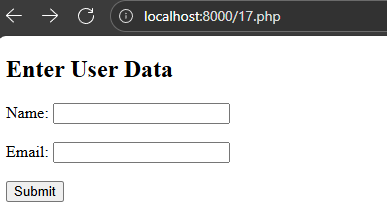 localhost:8000/17.php
Enter User Data
Name:
Email:
Submit